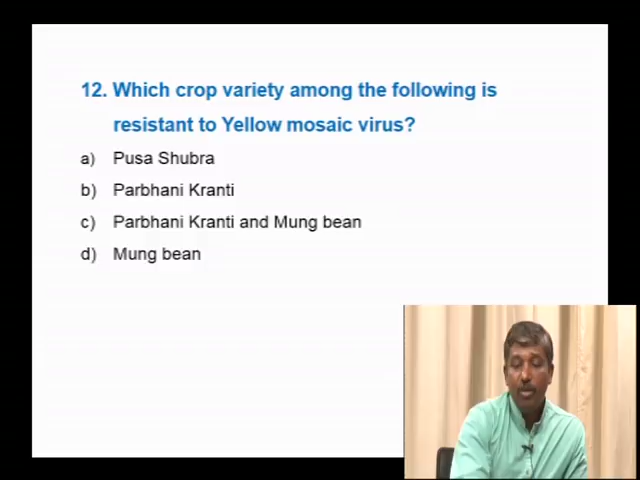 12. Which crop variety among the following is
resistant to Yellow mosaic virus?
a) Pusa Shubra
b) Parbhani Kranti
c) Parbhani Kranti and Mung bean
d) Mung bean